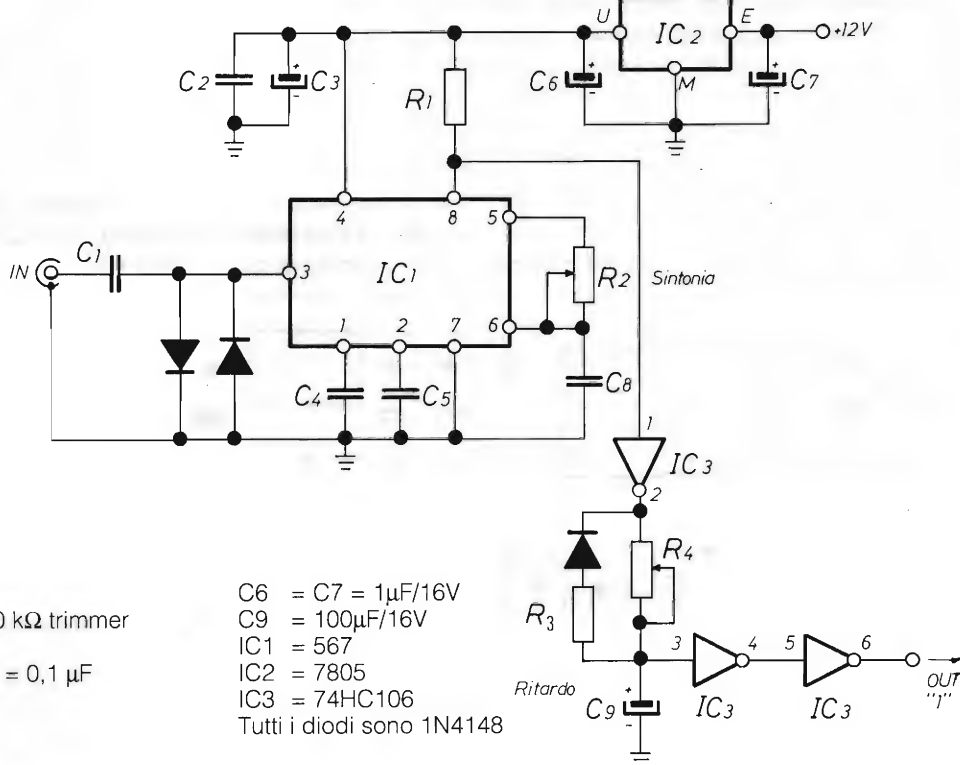 U
IC2
E
+12V
M
C2
C3
R1
C6
C7
4
8
5
IN
C1
3
IC1
R2
Sintonia
1
2
7
6
C4
C5
C8
1
IC3
2
R4
R3
3
4
5
6
Ritardo
C9
IC3
IC3
OUT
"1"
0 kΩ trimmer
= 0,1 µF
C6 = C7 = 1µF/16V
C9 = 100µF/16V
IC1 = 567
IC2 = 7805
IC3 = 74HC106
Tutti i diodi sono 1N4148